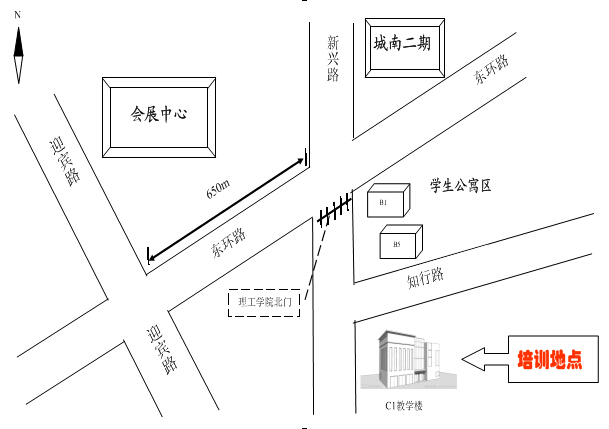 N
新兴路
城南二期
东环路
会展中心
迎宾路
650m
学生公寓区
B1
B5
东环路
知行路
理工学院北门
迎宾路
培训地点
C1教学楼